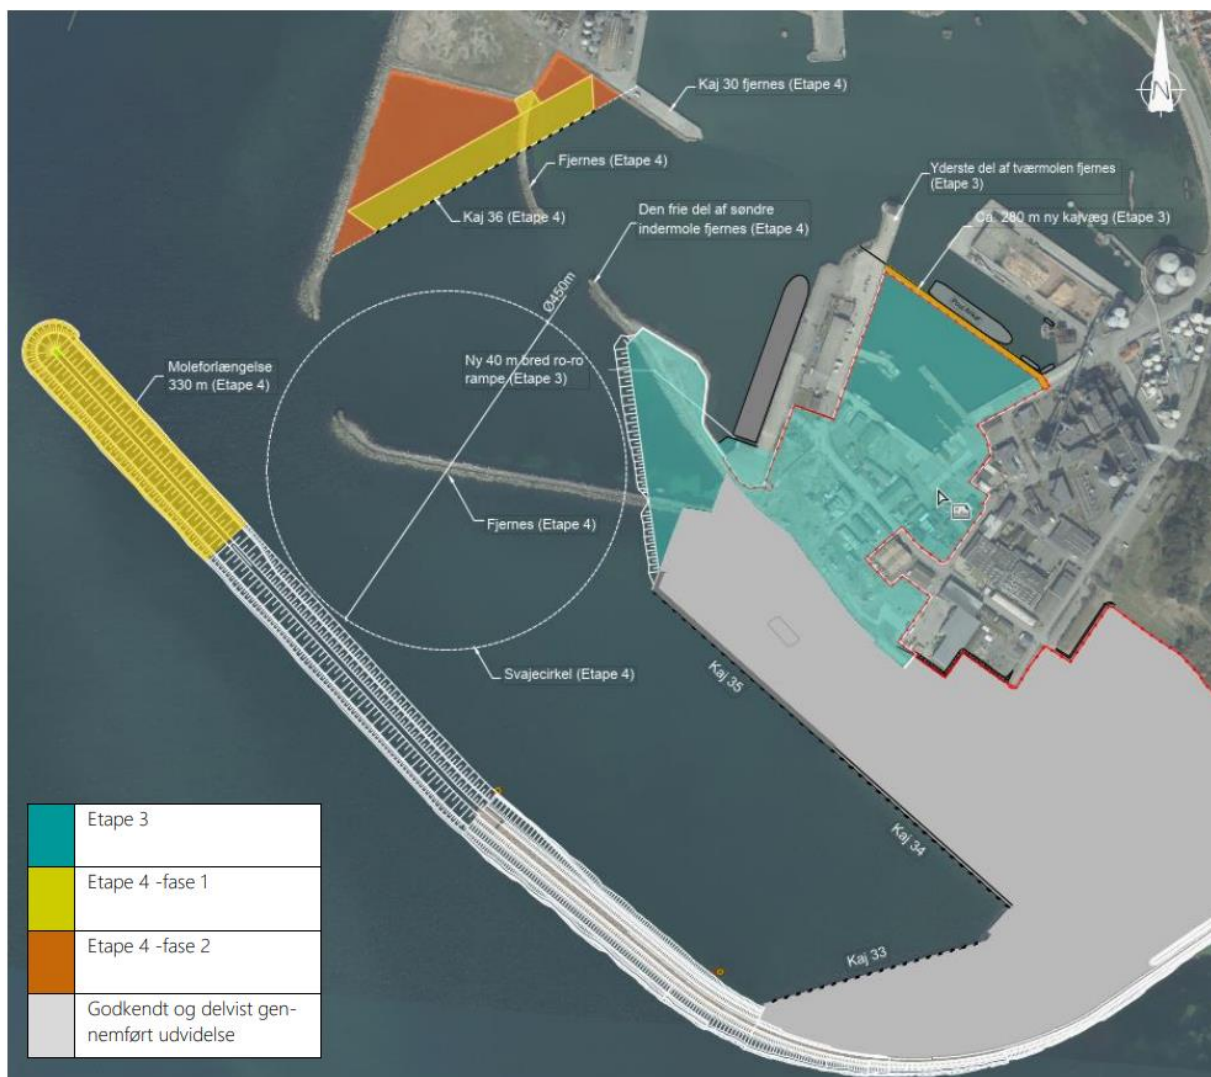 N
Kaj 30 fjernes (Etape 4)
Fjernes (Etape 4)
Yderste del af tværmolen fjernes
(Etape 3)
Kaj 36 (Etape 4)
Den frie del af søndre
indermole fjernes (Etape 4)
Ca. 280 m ny kajvæg (Etape 3)
Ø450m
Moleforlængelse
330 m (Etape 4)
Ny 40 m bred ro-ro
rampe (Etape 3)
Fjernes (Etape 4)
Svajecirkel (Etape 4)
Kaj 35
Kaj 34
Kaj 33
Etape 3
Etape 4 -fase 1
Etape 4 -fase 2
Godkendt og delvist gen-
nemført udvidelse